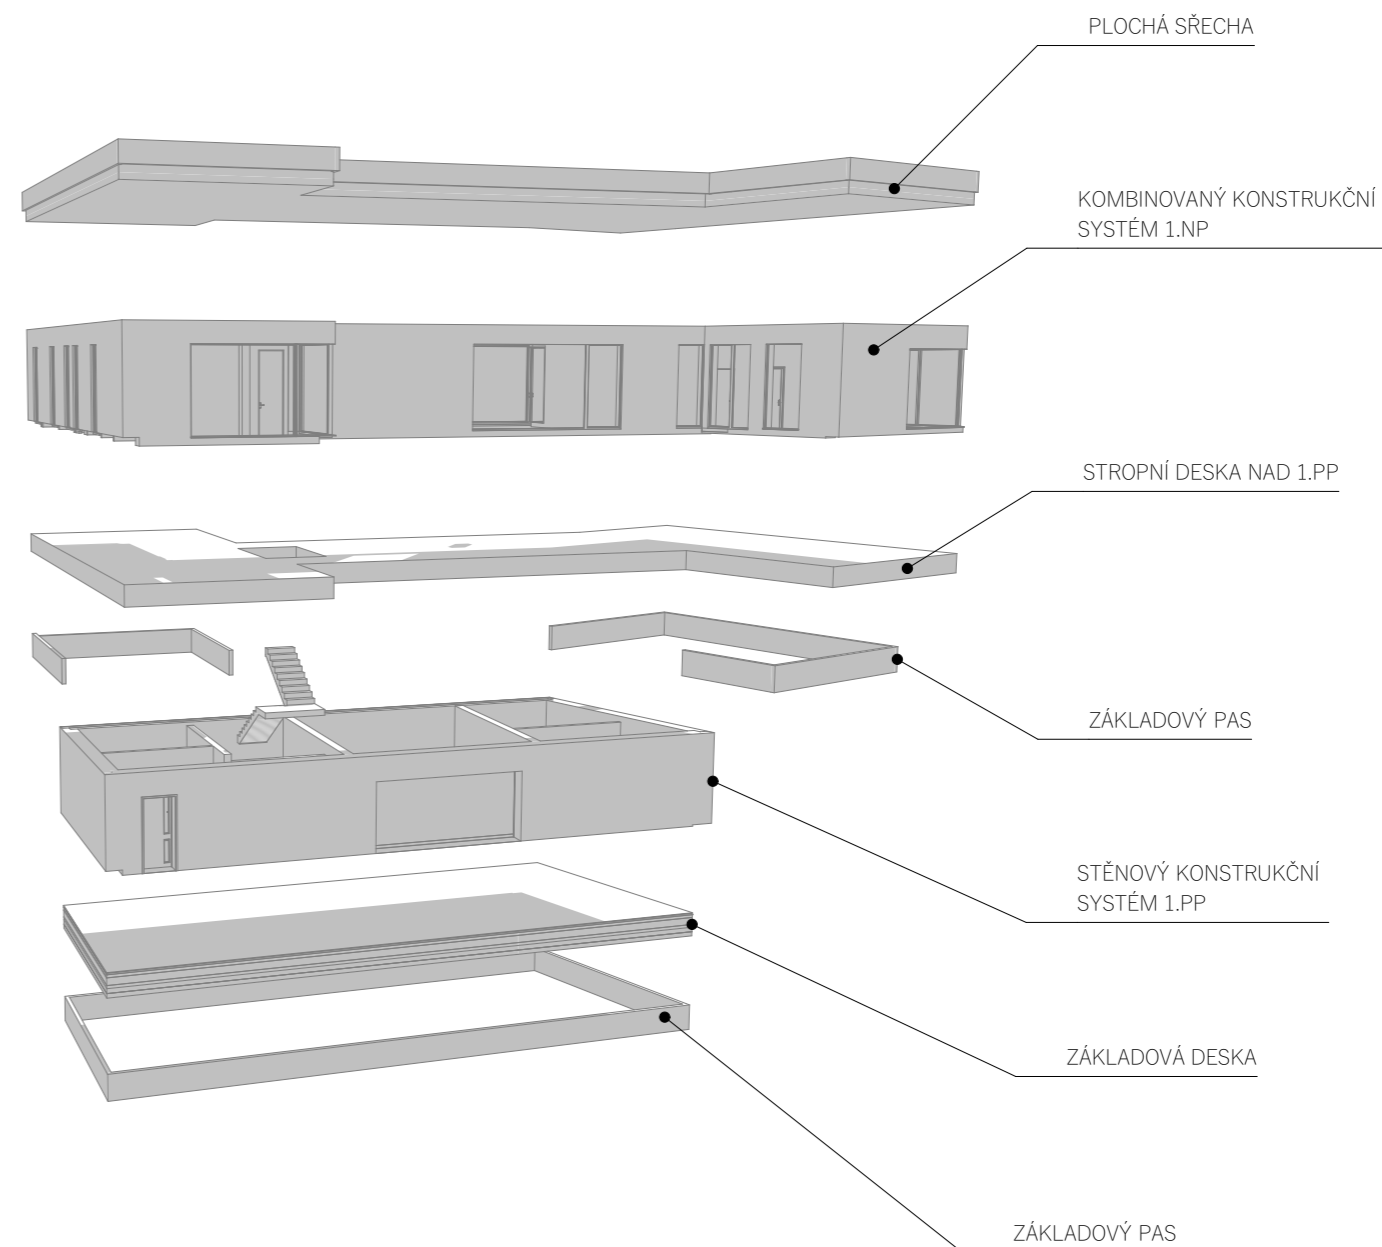 PLOCHÁ SŘECHA
KOMBINOVANÝ KONSTRUKČNÍ
SYSTÉM 1.NP
STROPNÍ DESKA NAD 1.PP
ZÁKLADOVÝ PAS
STĚNOVÝ KONSTRUKČNÍ
SYSTÉM 1.PP
ZÁKLADOVÁ DESKA
ZÁKLADOVÝ PAS